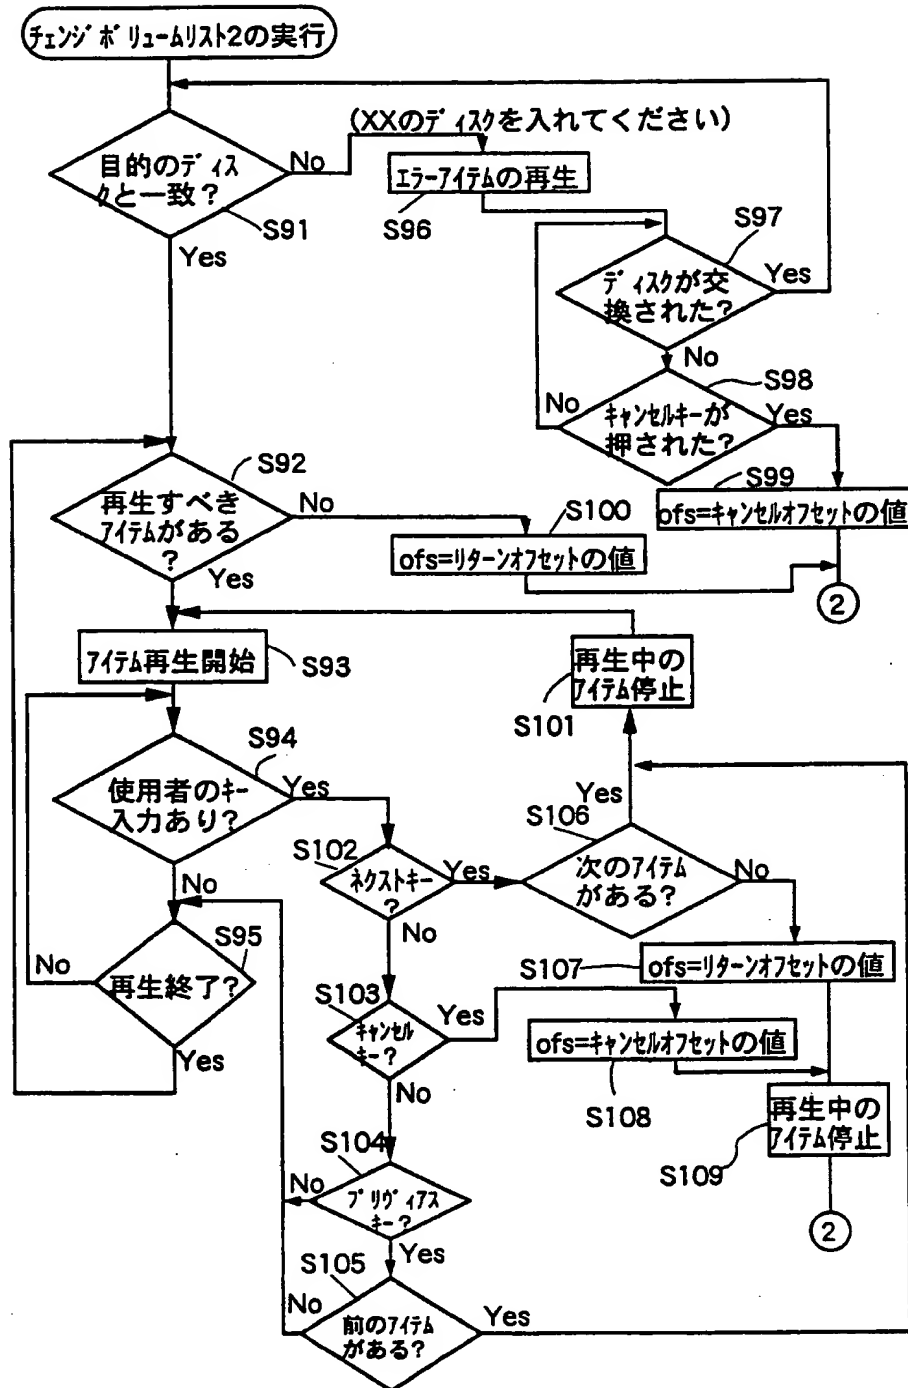 チェンジボリュームリスト2の実行
(XXのディスクを入れてください)
目的のディス
クと一致?
No
S91
Yes
エラーアイテムの再生
S96
S97
ディスクが交
換された?
Yes
No
S98
キャンセルキーが
押された?
No
Yes
S99
ofs=キャンセルオフセットの値
S92
再生すべき
アイテムがある
?
No
Yes
S100
ofs=リターンオフセットの値
2
アイテム再生開始
S93
再生中の
アイテム停止
S101
S94
使用者のキー
入力あり?
Yes
No
S102
ネクストキー
?
Yes
No
Yes
S106
次のアイテム
がある?
No
S95
再生終了?
No
Yes
S107
ofs=リターンオフセットの値
S103
キャンセル
キー?
Yes
No
ofs=キャンセルオフセットの値
S108
再生中の
アイテム停止
S109
2
S104
プリヴィアス
キー?
No
Yes
S105
前のアイテム
がある?
No
Yes